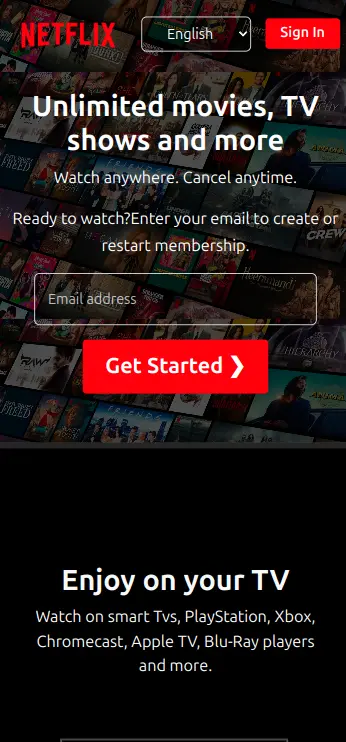 NETFLIX
English
Sign In
Unlimited movies, TV
shows and more
Watch anywhere. Cancel anytime.
Ready to watch?Enter your email to create or
restart membership.
Email address
Get Started ❯
Enjoy on your TV
Watch on smart Tvs, PlayStation, Xbox,
Chromecast, Apple TV, Blu-Ray players
and more.